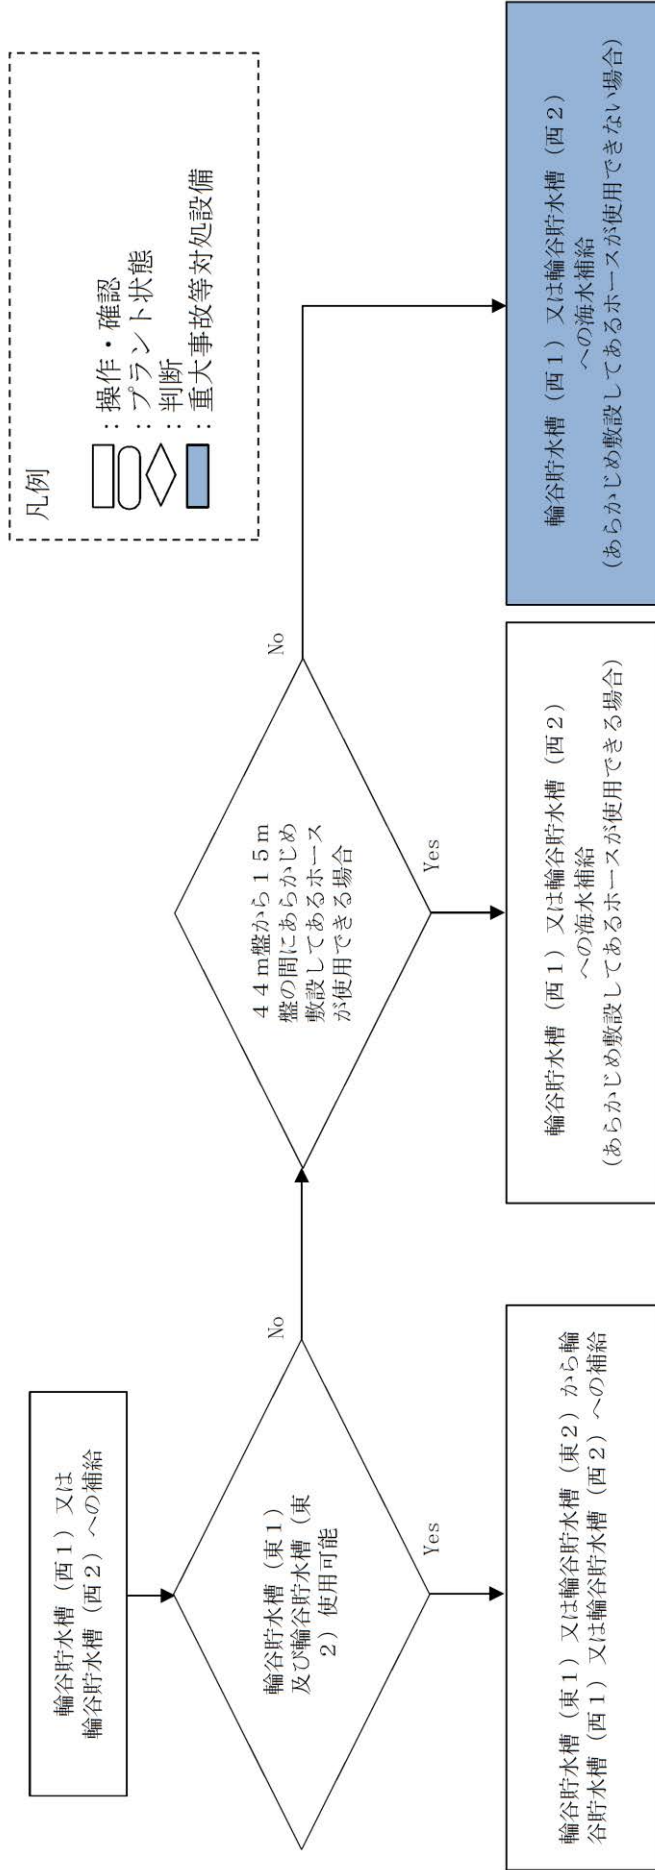 輪谷貯水槽（西１）又は
輪谷貯水槽（西２）への補給
輪谷貯水槽（東１）
及び輪谷貯水槽（東
２）使用可能
No
Yes
輪谷貯水槽（東１）又は輪谷貯水槽（東２）から輪
谷貯水槽（西１）又は輪谷貯水槽（西２）への補給
４４ｍ盤から１５ｍ
盤の間にあらかじめ
敷設してあるホース
が使用できる場合
No
Yes
輪谷貯水槽（西１）又は輪谷貯水槽（西２）
への海水補給
(あらかじめ敷設してあるホースが使用できる場合)
輪谷貯水槽（西１）又は輪谷貯水槽（西２）
への海水補給
(あらかじめ敷設してあるホースが使用できない場合)
凡例
：操作・確認
：プラント状態
：判断
：重大事故等対処設備